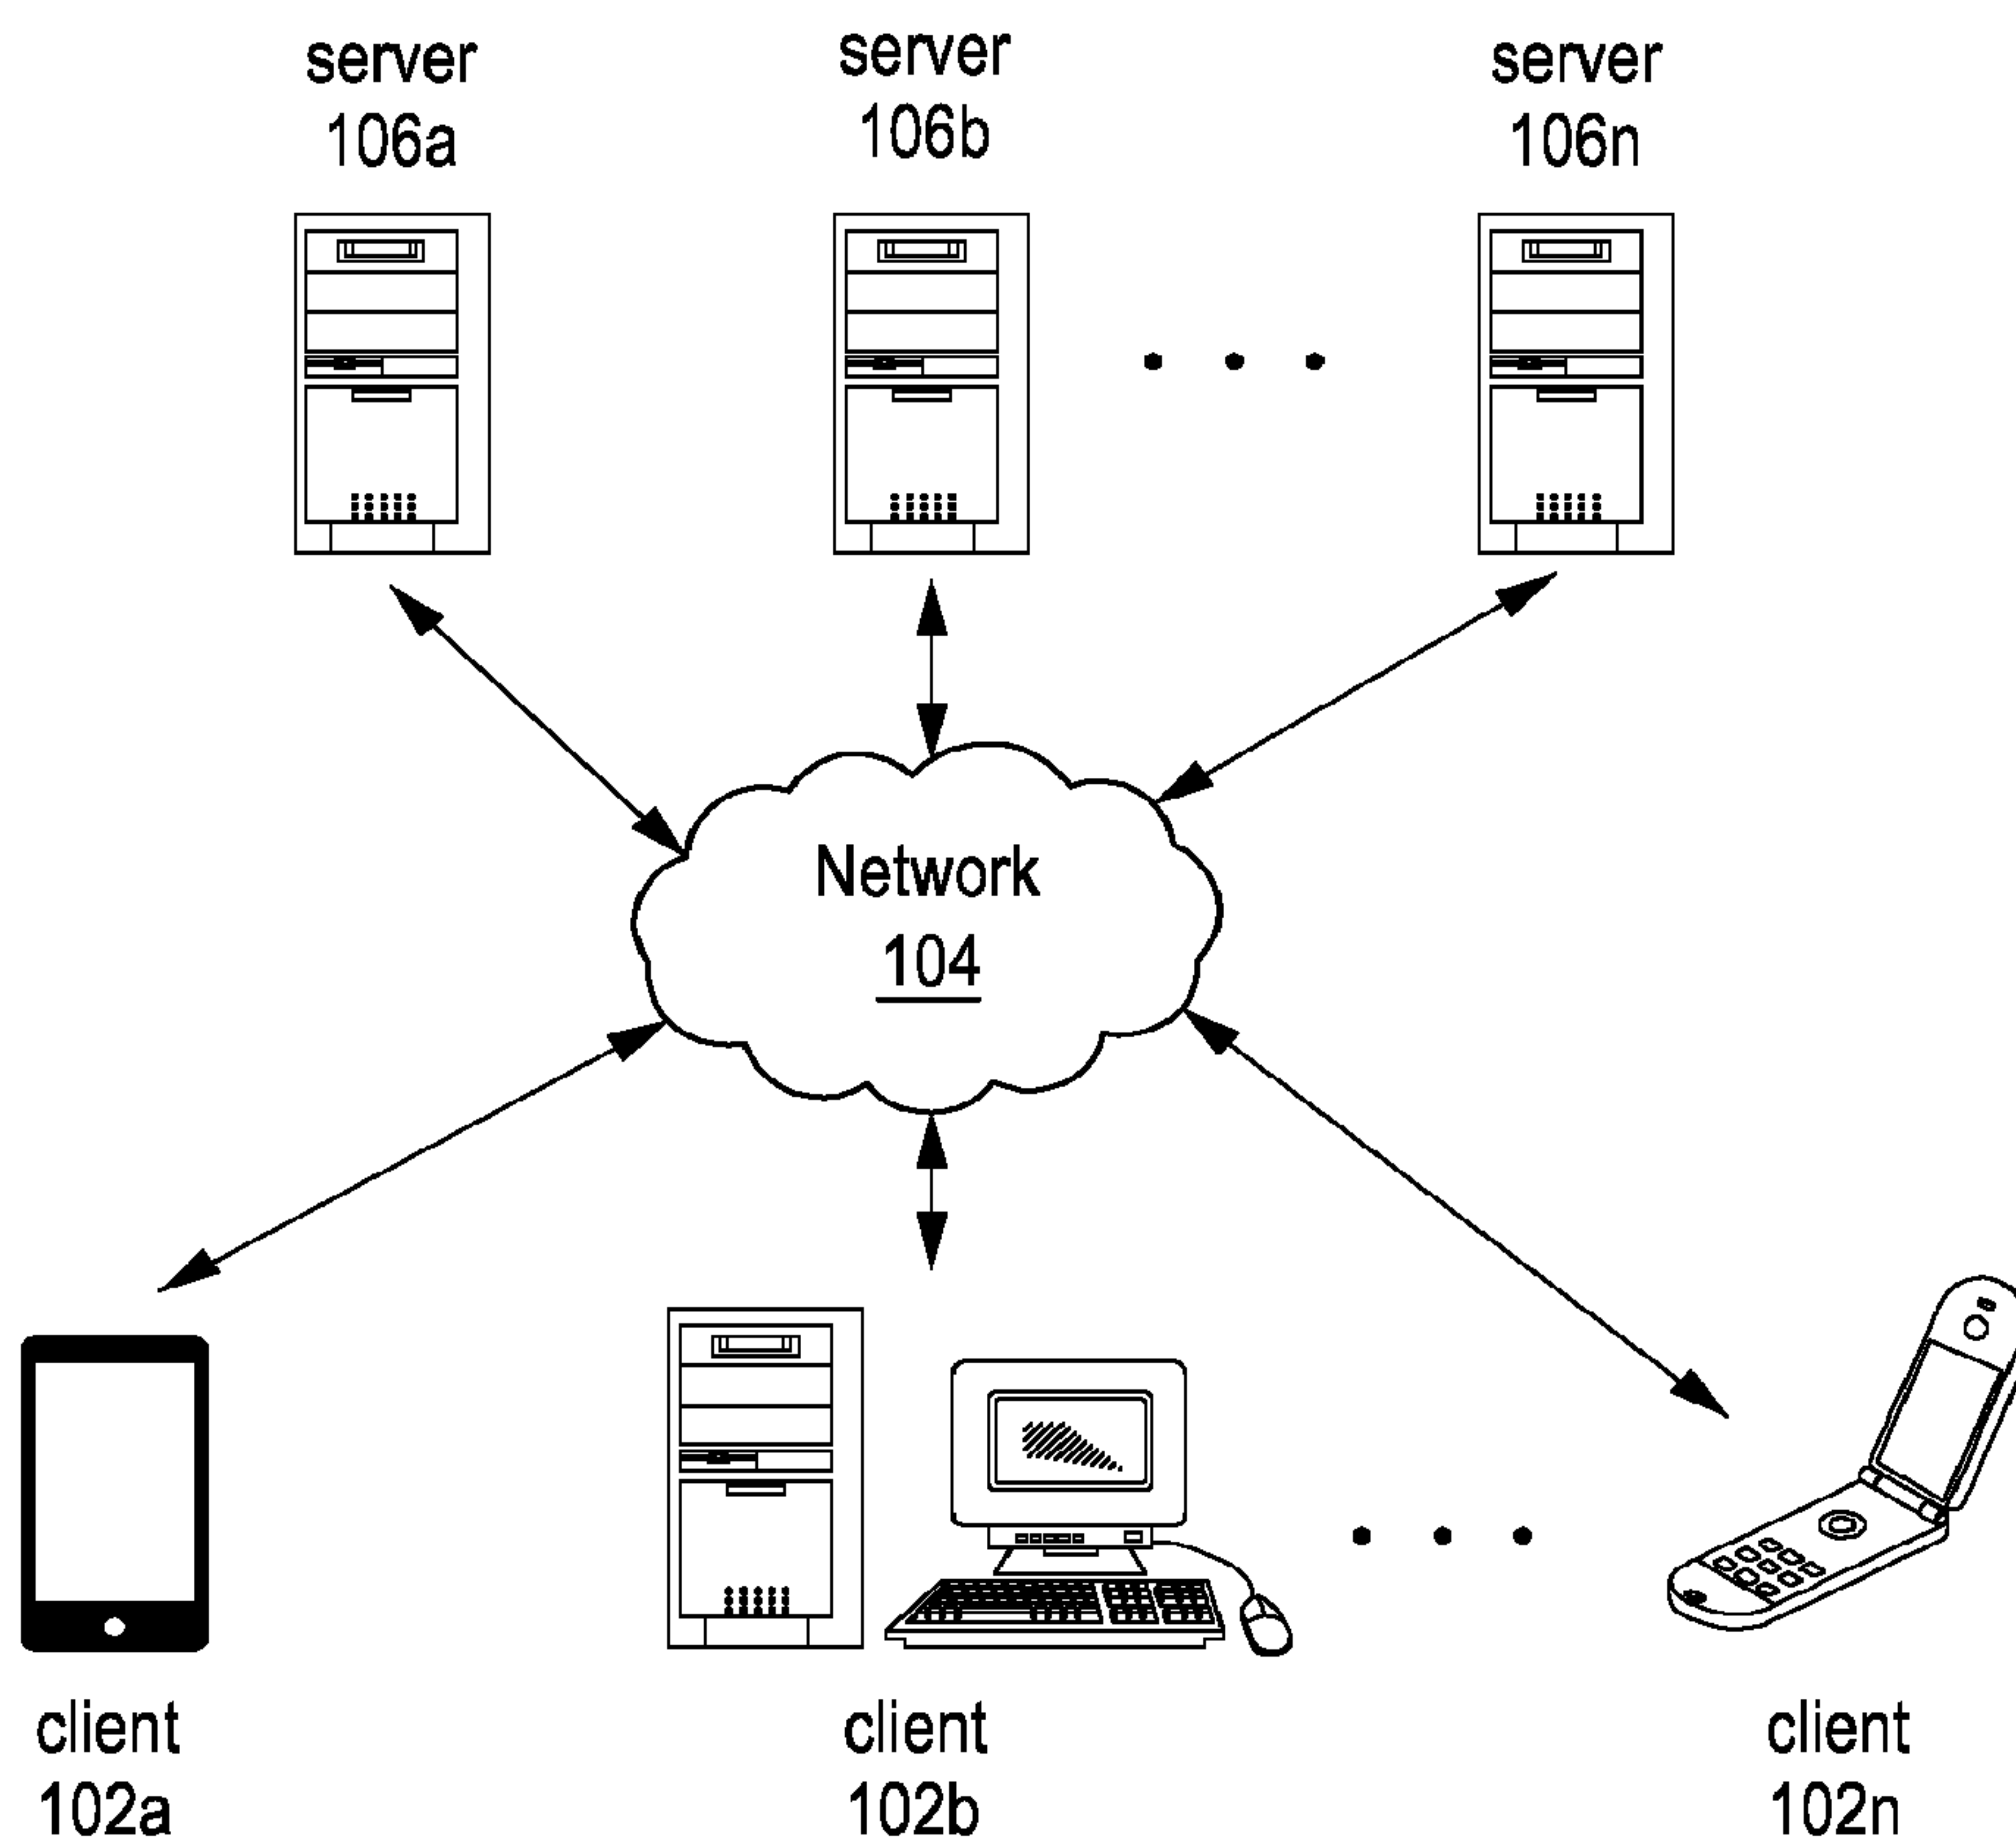 server
106a
server
106b
server
106n
Network
104
client
102a
client
102b
client
102n